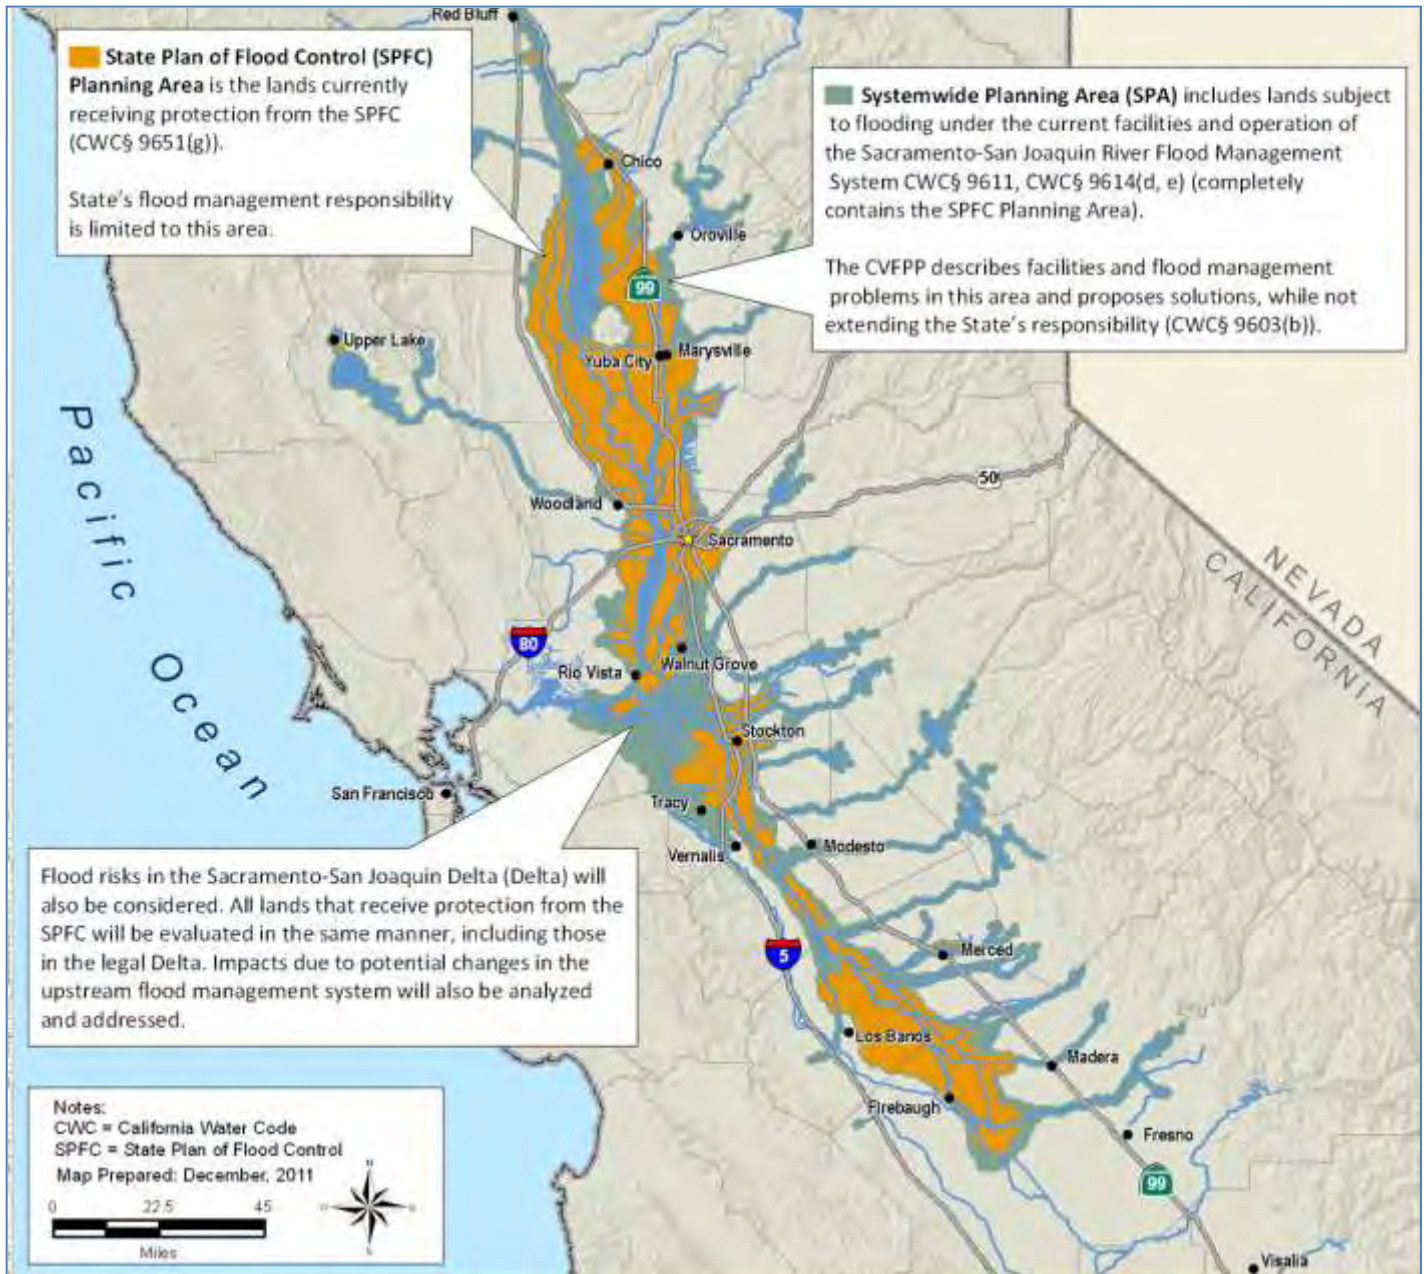 Red Bluff
State Plan of Flood Control (SPFC)
Planning Area is the lands currently
receiving protection from the SPFC
(CWC§ 9651(g)).
State's flood management responsibility
is limited to this area.
Systemwide Planning Area (SPA) includes lands subject
to flooding under the current facilities and operation of
the Sacramento-San Joaquin River Flood Management
System CWC§ 9611, CWC§ 9614(d, e) (completely
contains the SPFC Planning Area).
The CVFPP describes facilities and flood management
problems in this area and proposes solutions, while not
extending the State's responsibility (CWC§ 9603(b)).
Chico
Oroville
99
Upper Lake
Yuba City
Marysville
Pacific Ocean
50
Woodland
Sacramento
NEVADA
CALIFORNIA
80
Rio Vista
Walnut Grove
Stockton
San Francisco
Tracy
Vernalis
Modesto
Flood risks in the Sacramento-San Joaquin Delta (Delta) will
also be considered. All lands that receive protection from the
SPFC will be evaluated in the same manner, including those
in the legal Delta. Impacts due to potential changes in the
upstream flood management system will also be analyzed
and addressed.
5
Merced
Los Banos
Madera
Firebaugh
Fresno
99
Visalia
Notes:
CWC = California Water Code
SPFC = State Plan of Flood Control
Map Prepared: December, 2011
0 22.5 45
Miles
N
W
E
S